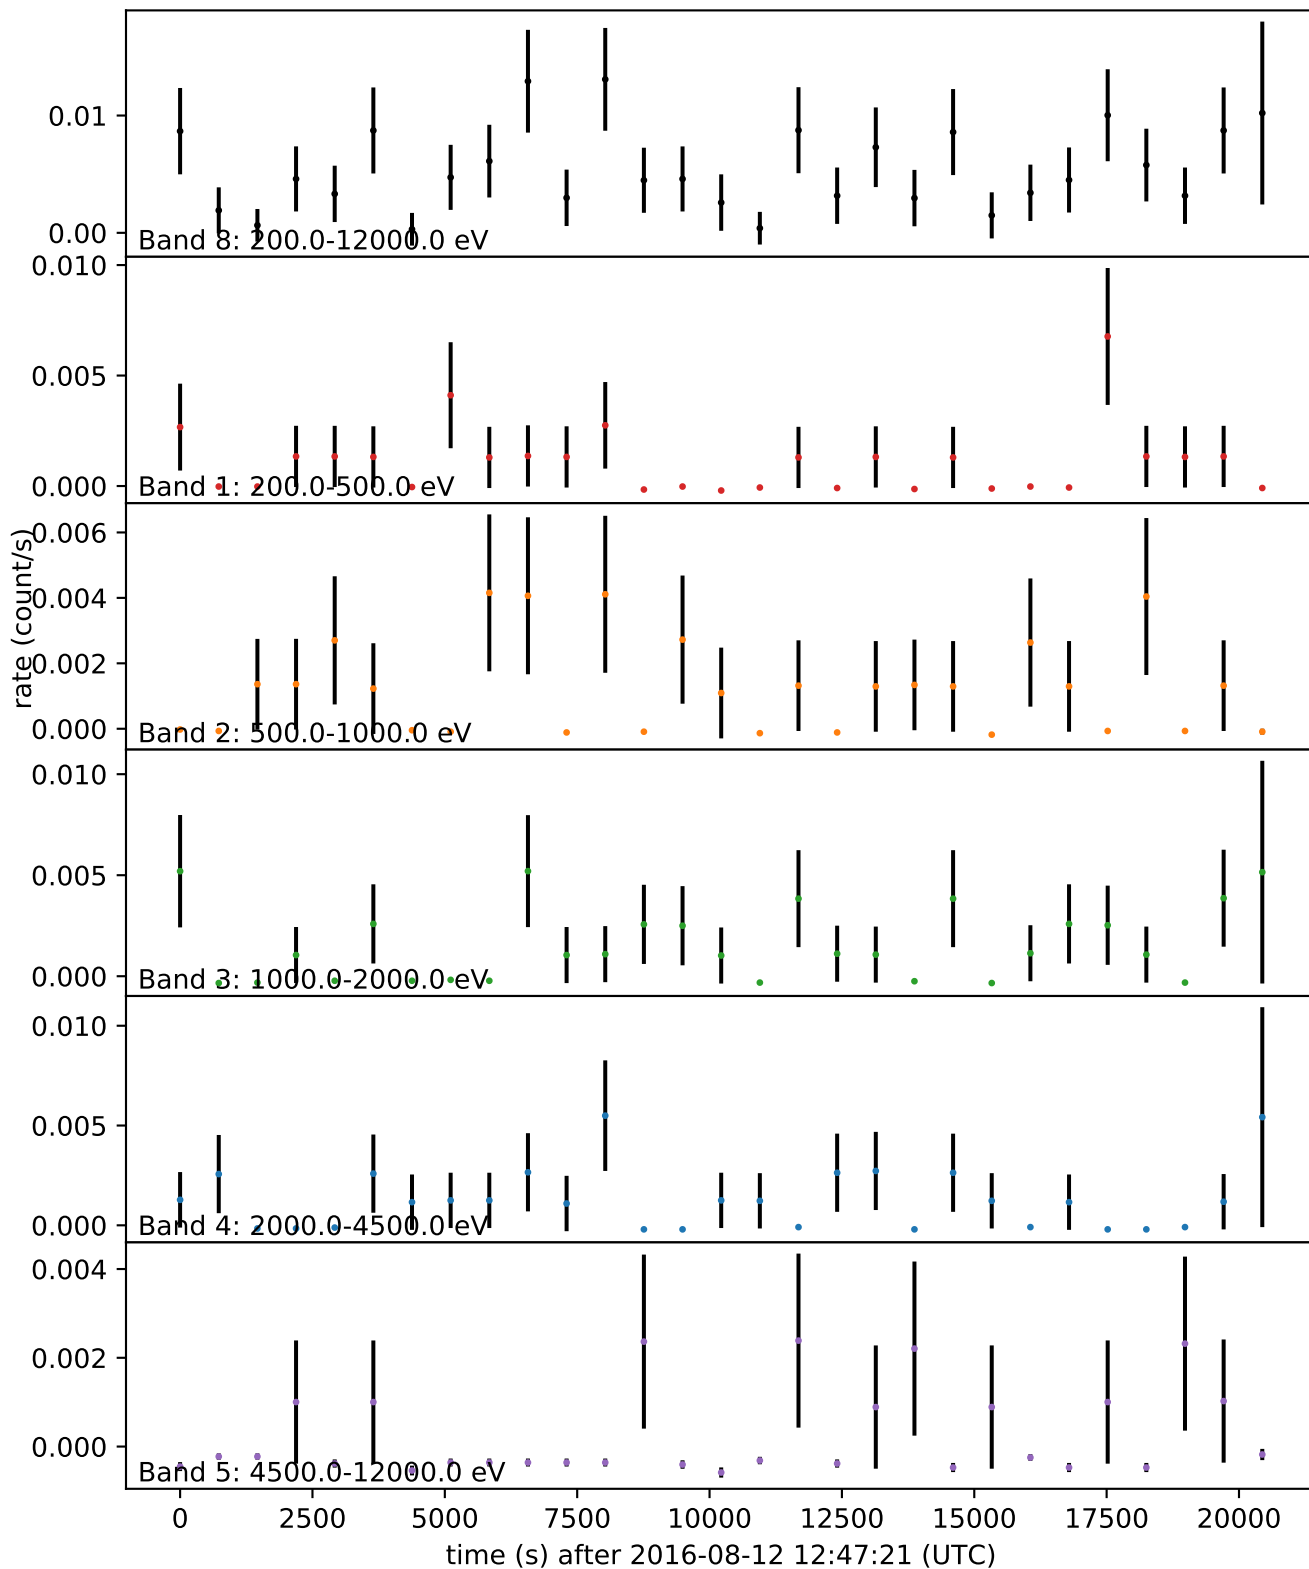 0.01
0.00
Band 8: 200.0-12000.0 eV
0.010
0.005
0.000
Band 1: 200.0-500.0 eV
0.006
0.004
0.002
0.000
Band 2: 500.0-1000.0 eV
rate (count/s)
0.010
0.005
0.000
Band 3: 1000.0-2000.0 eV
0.010
0.005
0.000
Band 4: 2000.0-4500.0 eV
0.004
0.002
0.000
Band 5: 4500.0-12000.0 eV
0 2500 5000 7500 10000 12500 15000 17500 20000
time (s) after 2016-08-12 12:47:21 (UTC)